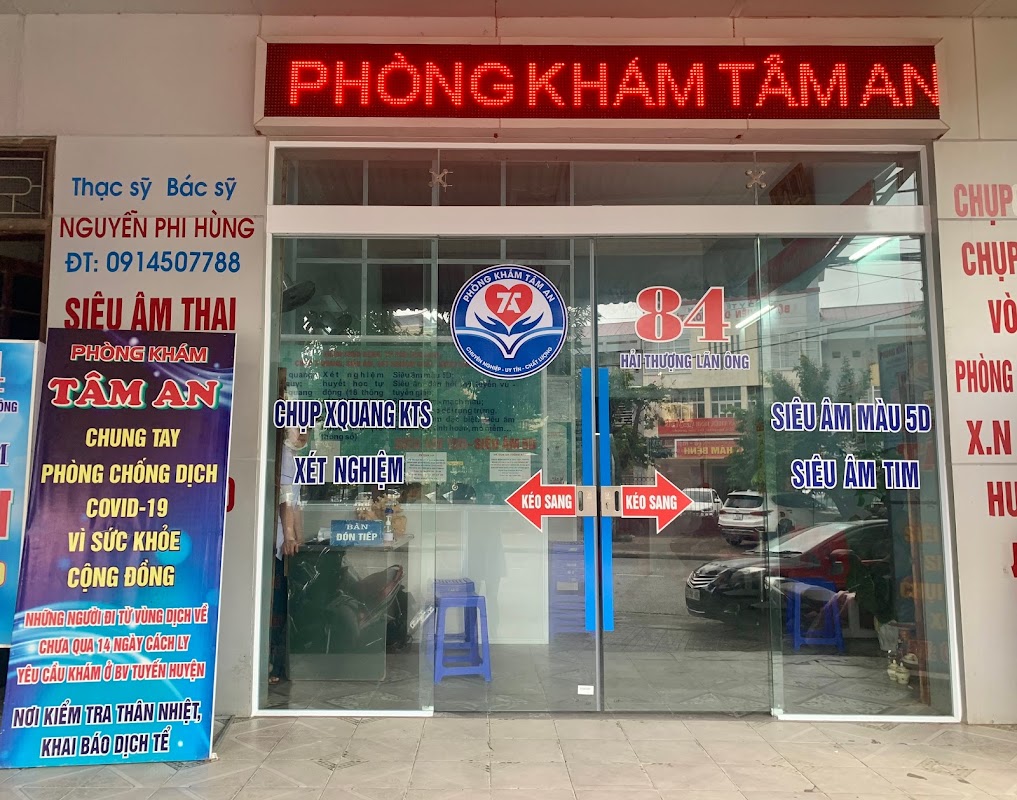 PHÒNG KHÁM TÂM AN
Thạc sỹ Bác sỹ
NGUYỄN PHI HÙNG
ĐT: 0914507788
SIÊU ÂM THAI
PHÒNG KHÁM
TÂM AN
CHUNG TAY
PHÒNG CHỐNG DỊCH
COVID-19
VÌ SỨC KHỎE
CỘNG ĐỒNG
NHỮNG NGƯỜI ĐI TỪ VÙNG DỊCH VỀ
CHƯA QUA 14 NGÀY CÁCH LY
YÊU CẦU KHÁM Ở BV TUYẾN HUYỆN
NƠI KIỂM TRA THÂN NHIỆT,
KHAI BÁO DỊCH TẾ
PHÒNG KHÁM TÂM AN
CHUYÊN NGHIỆP - UY TÍN - CHẤT LƯỢNG
84
HẢI THƯỢNG LÃN ÔNG
CHỤP XQUANG KTS
XÉT NGHIỆM
SIÊU ÂM MÀU 5D
SIÊU ÂM TIM
KÉO SANG
KÉO SANG
BÀN
ĐÓN TIẾP
CHỤP
CHỤP
VÒ
PHÒNG
X.N
HU